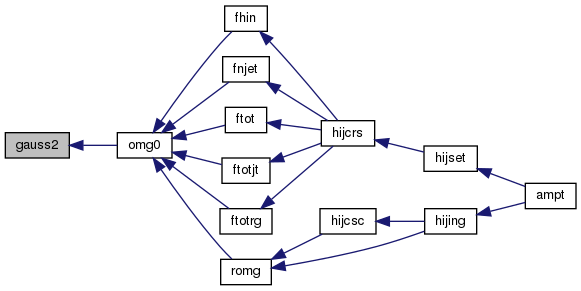 fhin
fnjet
ftot
hijcrs
gauss2
omg0
hijset
ftotjt
ampt
ftotrg
hijcsc
hijing
romg